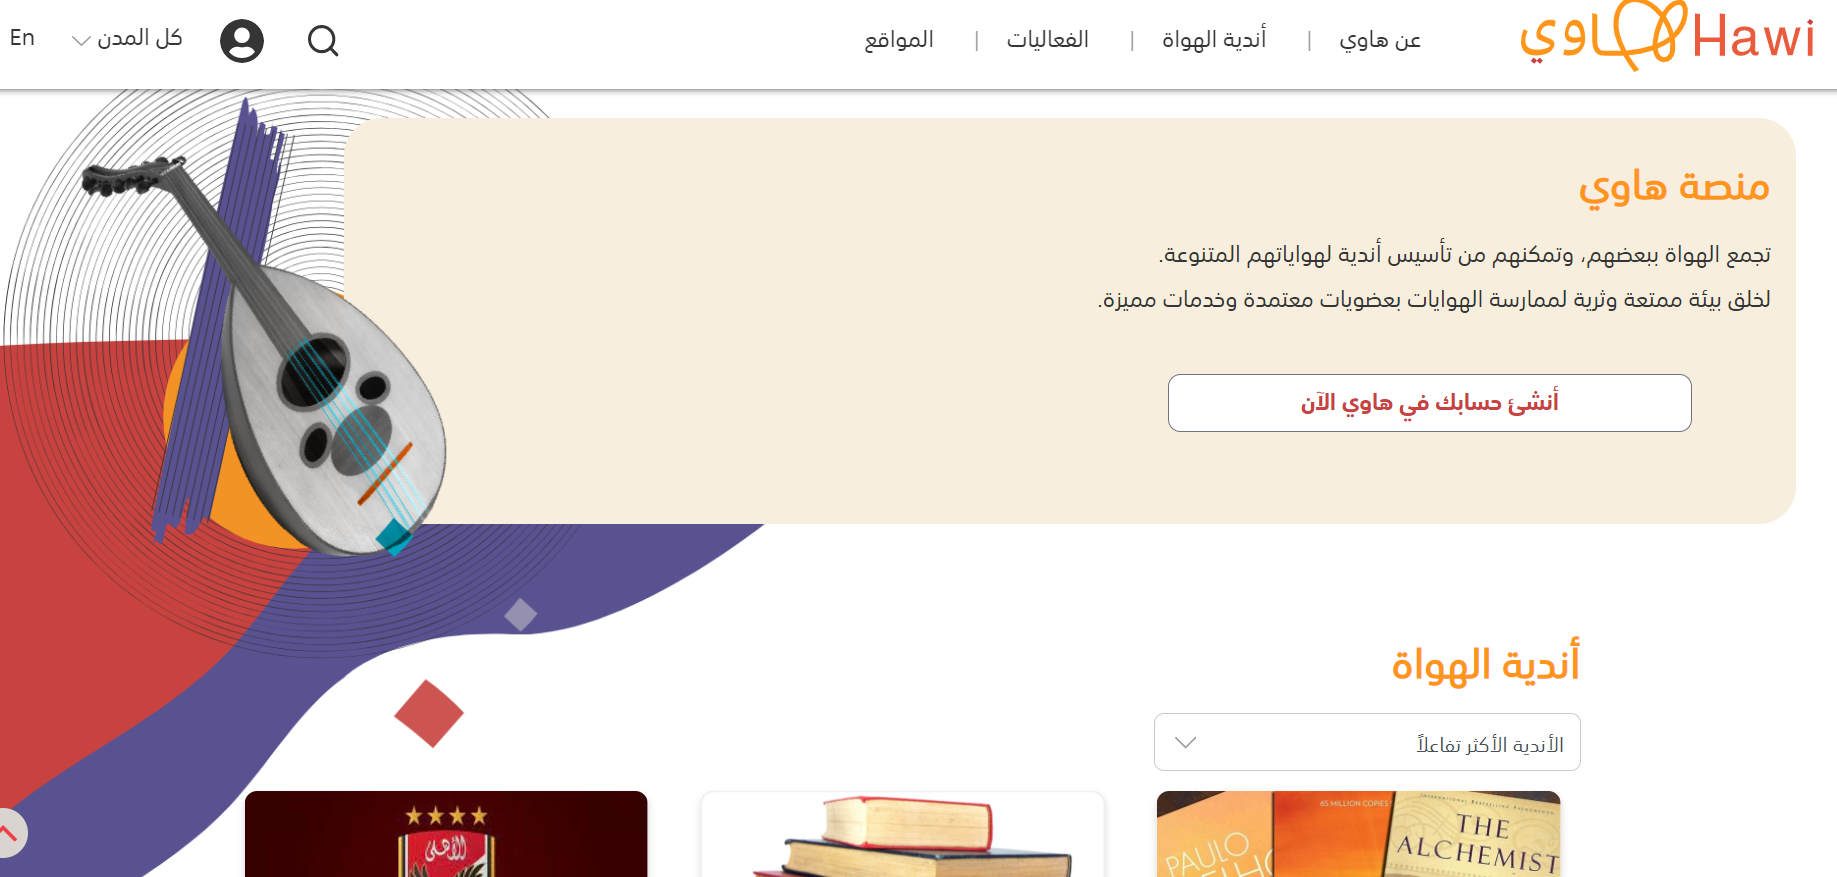 هاوي Hawi
عن هاوي | أندية الهواة | الفعاليات | المواقع
كل المدن
En
منصة هاوي
تجمع الهواة ببعضهم، وتمكنهم من تأسيس أندية لهواياتهم المتنوعة.
لخلق بيئة ممتعة وثرية لممارسة الهوايات بعضويات معتمدة وخدمات مميزة.
أنشئ حسابك في هاوي الآن
أندية الهواة
الأندية الأكثر تفاعلاً
65 MILLION COPIES
THE
ALCHEMIST
PAULO
الأهلي